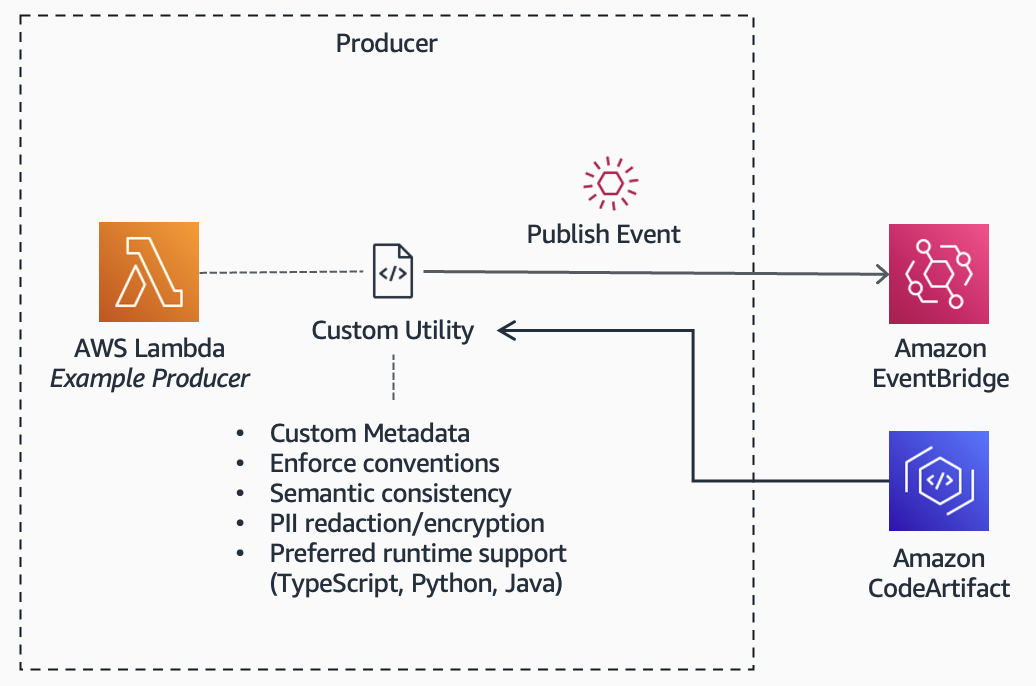 Producer
Publish Event
</>
AWS Lambda
Example Producer
Custom Utility
Amazon
EventBridge
• Custom Metadata
• Enforce conventions
• Semantic consistency
• PII redaction/encryption
• Preferred runtime support
(TypeScript, Python, Java)
</>
Amazon
CodeArtifact